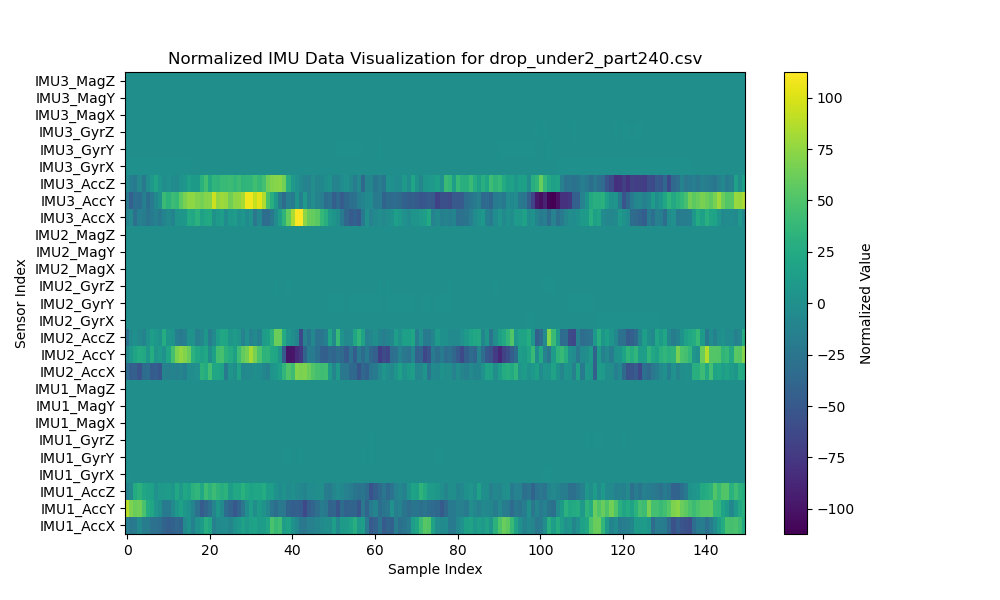 Normalized IMU Data Visualization for drop_under2_part240.csv
IMU3_MagZ
IMU3_MagY
IMU3_MagX
IMU3_GyrZ
IMU3_GyrY
IMU3_GyrX
IMU3_AccZ
IMU3_AccY
IMU3_AccX
IMU2_MagZ
IMU2_MagY
IMU2_MagX
IMU2_GyrZ
IMU2_GyrY
IMU2_GyrX
IMU2_AccZ
IMU2_AccY
IMU2_AccX
IMU1_MagZ
IMU1_MagY
IMU1_MagX
IMU1_GyrZ
IMU1_GyrY
IMU1_GyrX
IMU1_AccZ
IMU1_AccY
IMU1_AccX
Sensor Index
0 20 40 60 80 100 120 140
Sample Index
100
75
50
25
0
−25
−50
−75
−100
Normalized Value